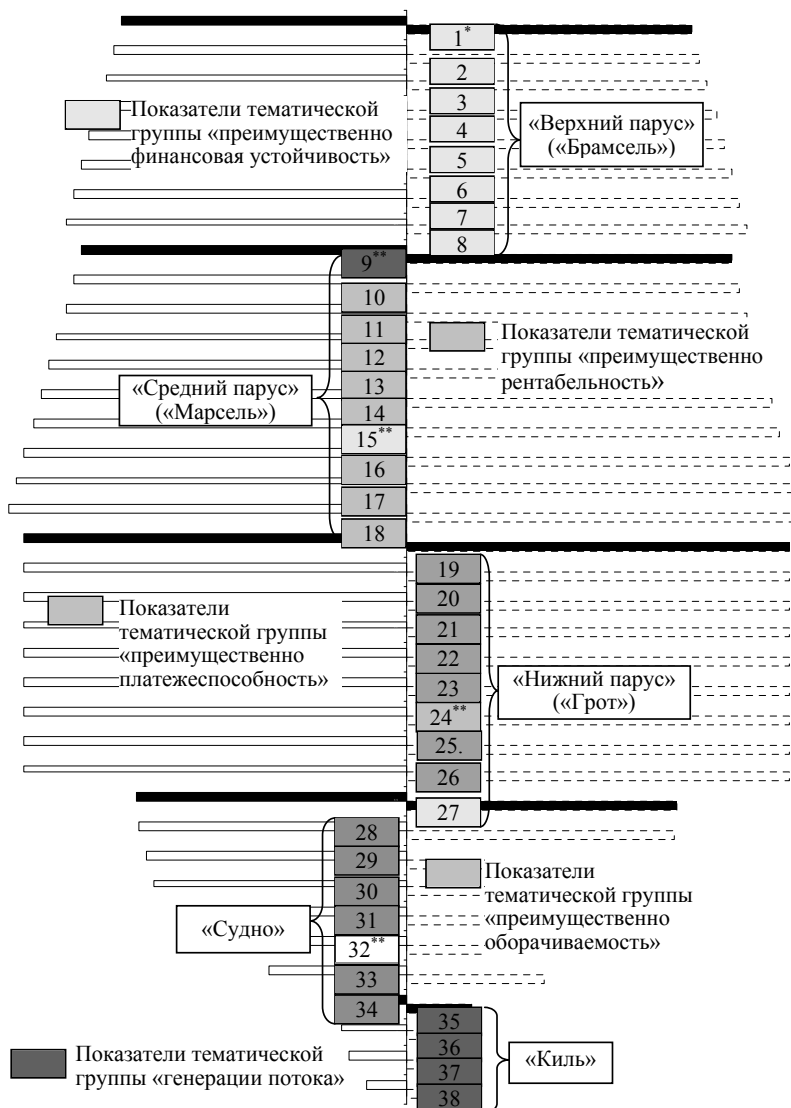 1*
2
Показатели тематической
группы «преимущественно
финансовая устойчивость»
3
4
5
6
7
8
«Верхний парус»
(«Брамсель»)
9**
10
11
12
13
14
15**
16
17
18
«Средний парус»
(«Марсель»)
Показатели тематической
группы «преимущественно
рентабельность»
19
20
21
22
23
24**
25.
26
27
Показатели
тематической группы
«преимущественно
платежеспособность»
«Нижний парус»
(«Грот»)
28
29
30
31
32**
33
34
«Судно»
Показатели
тематической группы
«преимущественно
оборачиваемость»
35
36
37
38
Показатели тематической
группы «генерации потока»
«Киль»